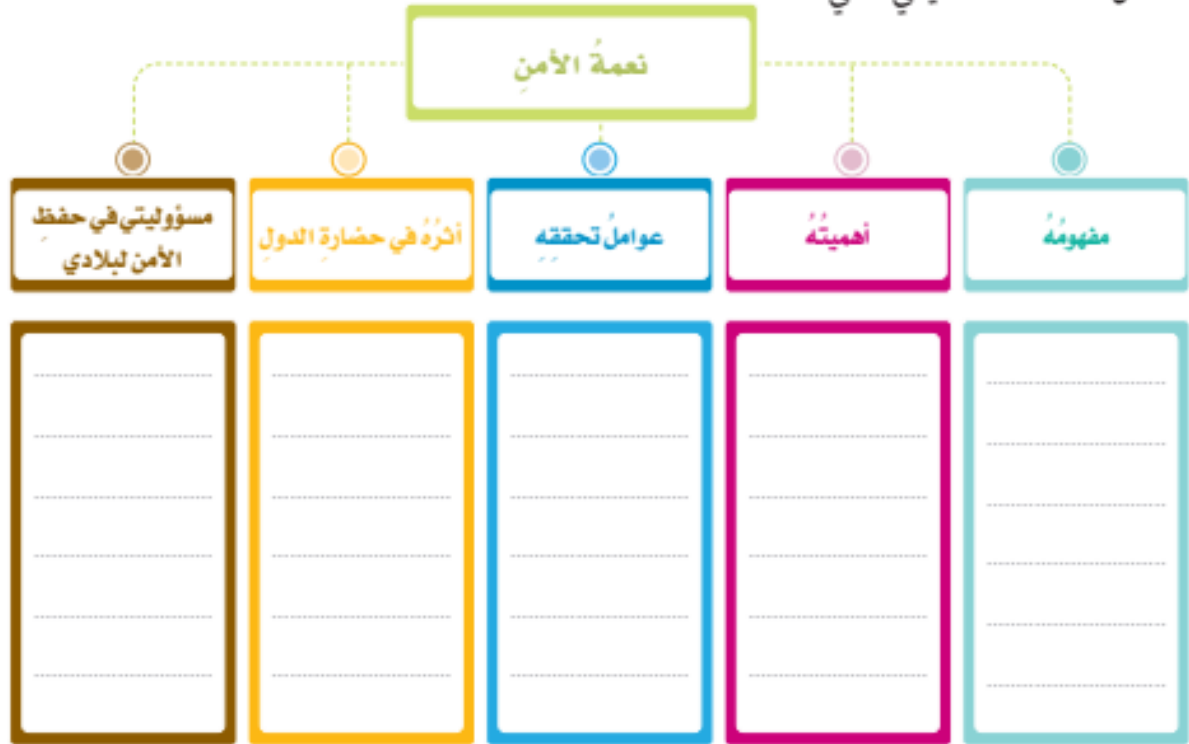 نعمةُ الأمنِ
مفهومُهُ
أهميتُهُ
عواملُ تحققِهِ
أثرُهُ في حضارةِ الدولِ
مسؤوليتي في حفظِ
الأمن لبلادي